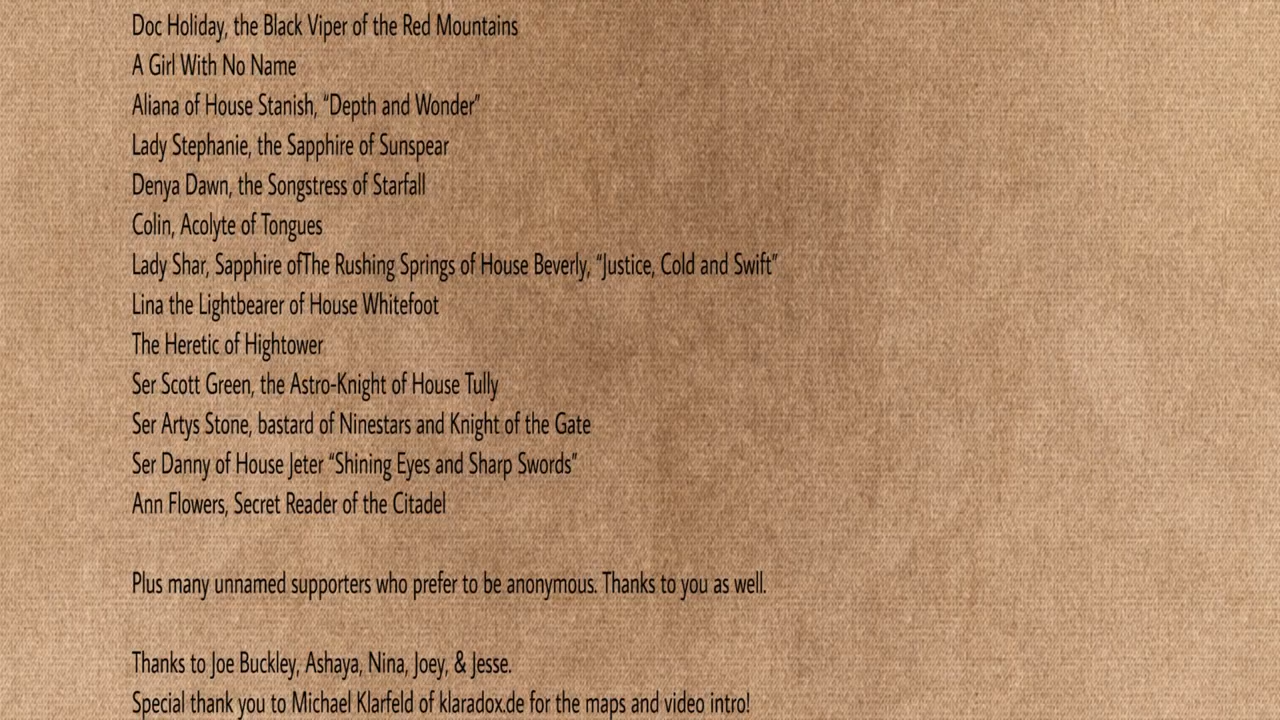 Doc Holiday, the Black Viper of the Red Mountains
A Girl With No Name
Aliana of House Stanish, “Depth and Wonder”
Lady Stephanie, the Sapphire of Sunspear
Denya Dawn, the Songstress of Starfall
Colin, Acolyte of Tongues
Lady Shar, Sapphire ofThe Rushing Springs of House Beverly, “Justice, Cold and Swift”
Lina the Lightbearer of House Whitefoot
The Heretic of Hightower
Ser Scott Green, the Astro-Knight of House Tully
Ser Artys Stone, bastard of Ninestars and Knight of the Gate
Ser Danny of House Jeter “Shining Eyes and Sharp Swords”
Ann Flowers, Secret Reader of the Citadel
Plus many unnamed supporters who prefer to be anonymous. Thanks to you as well.
Thanks to Joe Buckley, Ashaya, Nina, Joey, & Jesse.
Special thank you to Michael Klarfeld of klaradox.de for the maps and video intro!